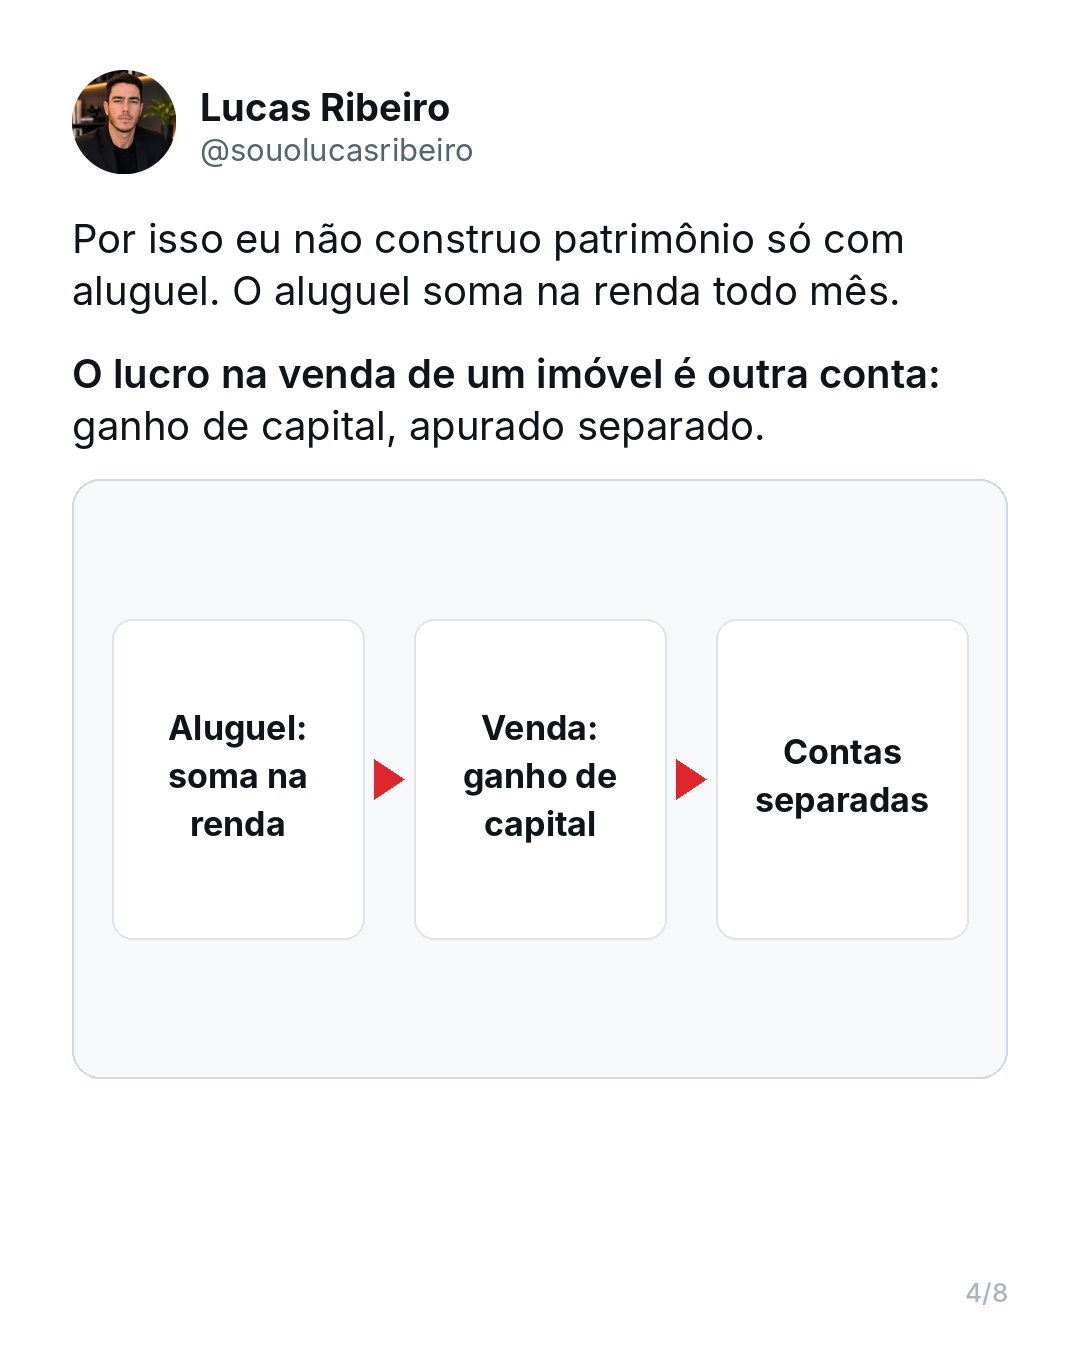 Lucas Ribeiro
@souolucasribeiro
Por isso eu não construo patrimônio só com
aluguel. O aluguel soma na renda todo mês.
O lucro na venda de um imóvel é outra conta:
ganho de capital, apurado separado.
Aluguel:
soma na
renda
Venda:
ganho de
capital
Contas
separadas
4/8